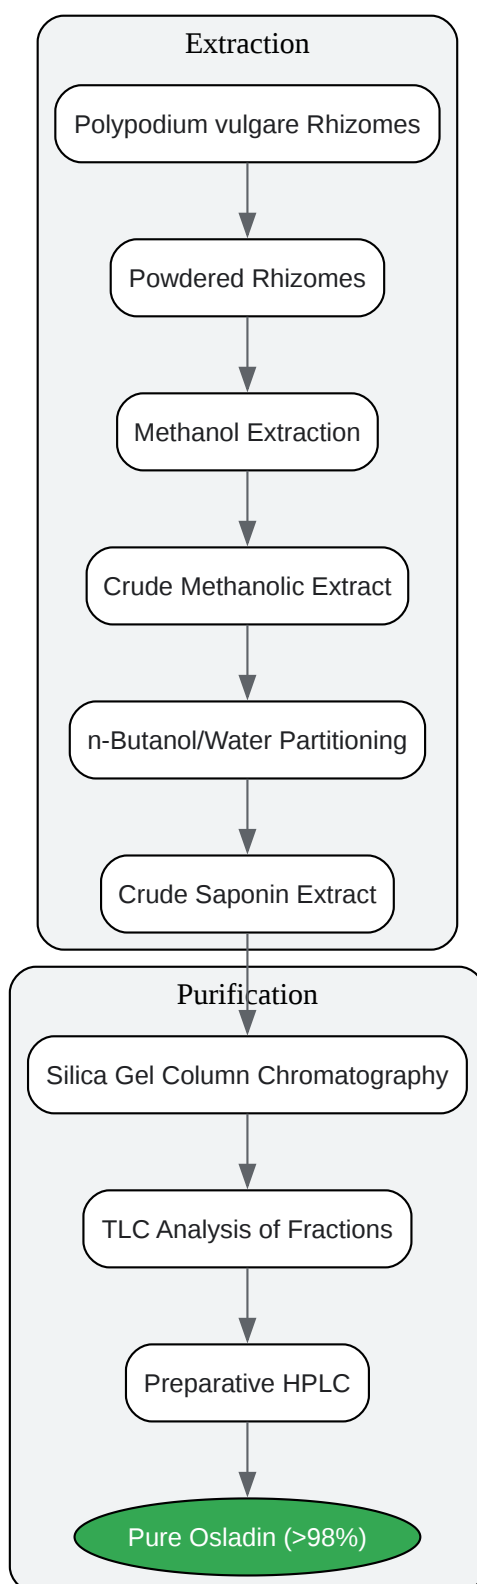 Extraction
Polypodium vulgare Rhizomes
Powdered Rhizomes
Methanol Extraction
Crude Methanolic Extract
n-Butanol/Water Partitioning
Crude Saponin Extract
Purification
Silica Gel Column Chromatography
TLC Analysis of Fractions
Preparative HPLC
Pure Osladin (>98%)